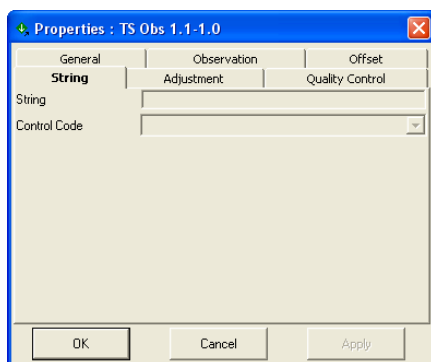 Properties : TS Obs 1.1-1.0
General Observation Offset
String Adjustment Quality Control
String
Control Code
OK Cancel Apply